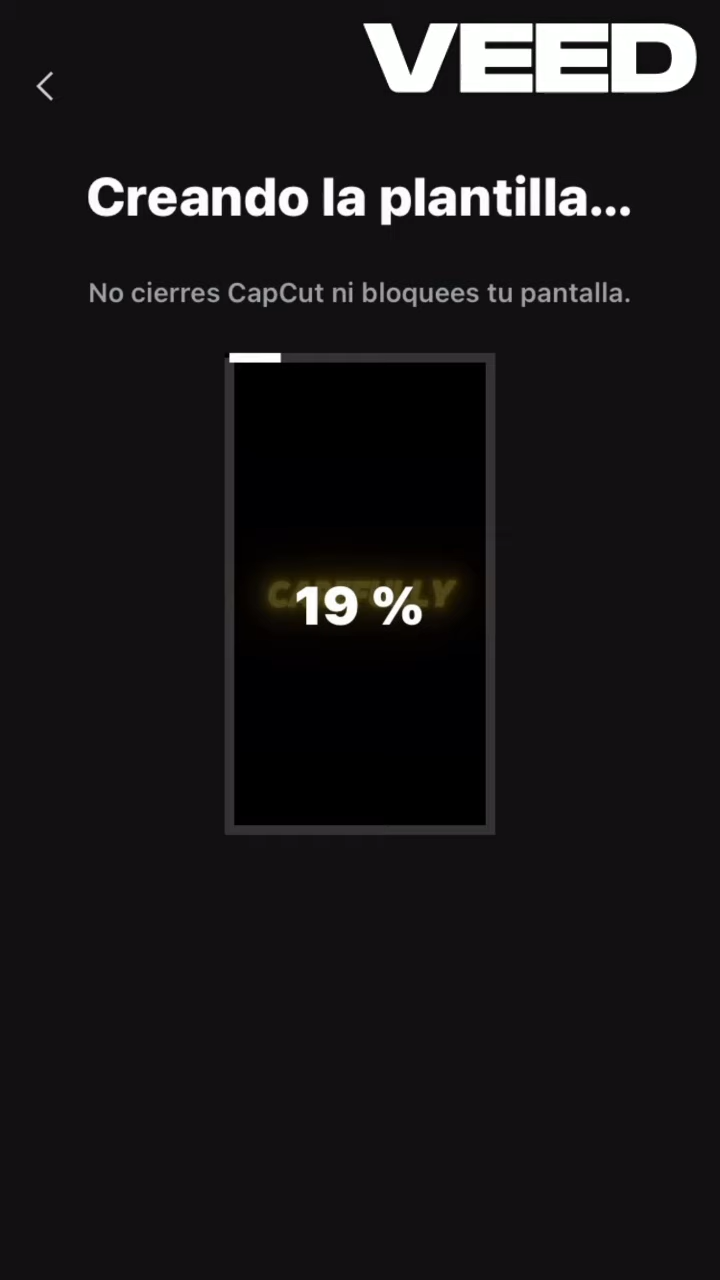 VEED
Creando la plantilla...
No cierres CapCut ni bloquees tu pantalla.
19 %